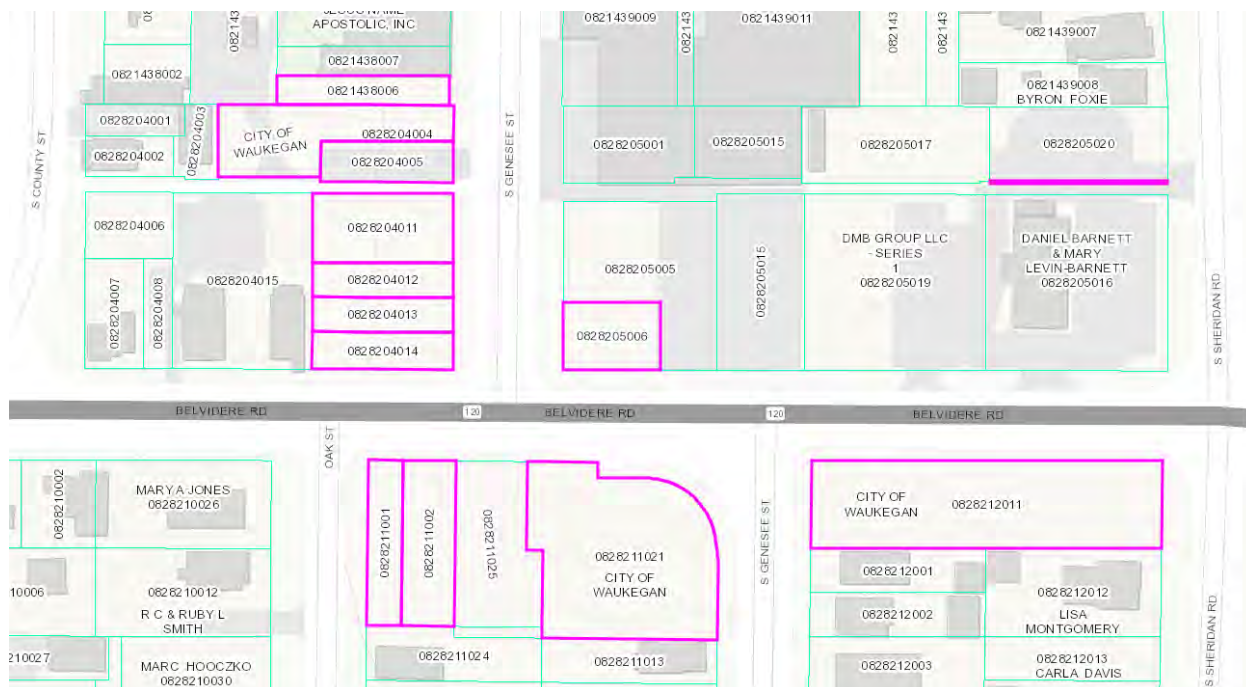 JESUS NAME
APOSTOLIC, INC
0821439009
0821439011
0821439007
0821438007
0821438002
0821438006
0821439008
BYRON FOXIE
0828204001
0828204003
CITY OF
WAUKEGAN
0828204004
0828204002
0828204005
0828205001
0828205015
0828205017
0828205020
S COUNTY ST
S GENESEE ST
0828204006
0828204011
DMB GROUP LLC
- SERIES
1
0828205019
DANIEL BARNETT
& MARY
LEVIN-BARNETT
0828205016
0828204015
0828204012
0828205005
0828205015
0828204007
0828204008
0828204013
0828205006
0828204014
S SHERIDAN RD
BELVIDERE RD
120
BELVIDERE RD
120
BELVIDERE RD
OAK ST
0828210002
MARY A JONES
0828210026
0828211001
0828211002
0828211025
0828211021
CITY OF
WAUKEGAN
S GENESEE ST
CITY OF
WAUKEGAN
0828212011
10006
0828210012
R C & RUBY L
SMITH
0828212001
0828212012
LISA
MONTGOMERY
0828212002
S SHERIDAN RD
210027
MARC HOOCZKO
0828210030
0828211024
0828211013
0828212003
0828212013
CARLA DAVIS